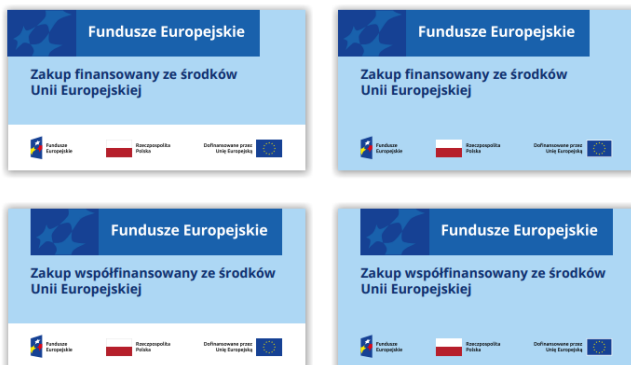 Fundusze Europejskie
Zakup finansowany ze środków
Unii Europejskiej
Fundusze
Europejskie
Rzeczpospolita
Polska
Dofinansowane przez
Unię Europejską
Fundusze Europejskie
Zakup finansowany ze środków
Unii Europejskiej
Fundusze
Europejskie
Rzeczpospolita
Polska
Dofinansowane przez
Unię Europejską
Fundusze Europejskie
Zakup współfinansowany ze środków
Unii Europejskiej
Fundusze
Europejskie
Rzeczpospolita
Polska
Dofinansowane przez
Unię Europejską
Fundusze Europejskie
Zakup współfinansowany ze środków
Unii Europejskiej
Fundusze
Europejskie
Rzeczpospolita
Polska
Dofinansowane przez
Unię Europejską